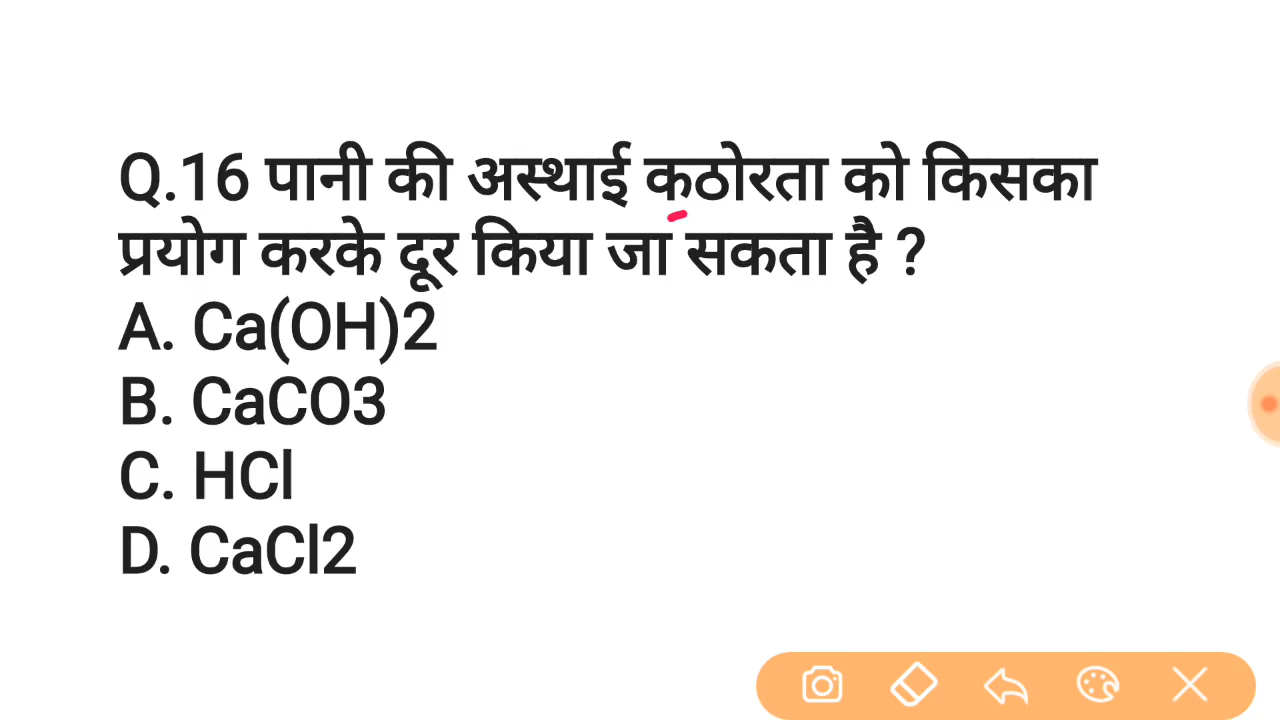 Q.16 पानी की अस्थाई कठोरता को किसका
प्रयोग करके दूर किया जा सकता है ?
A. Ca(OH)2
B. CaCO3
C. HCl
D. CaCl2